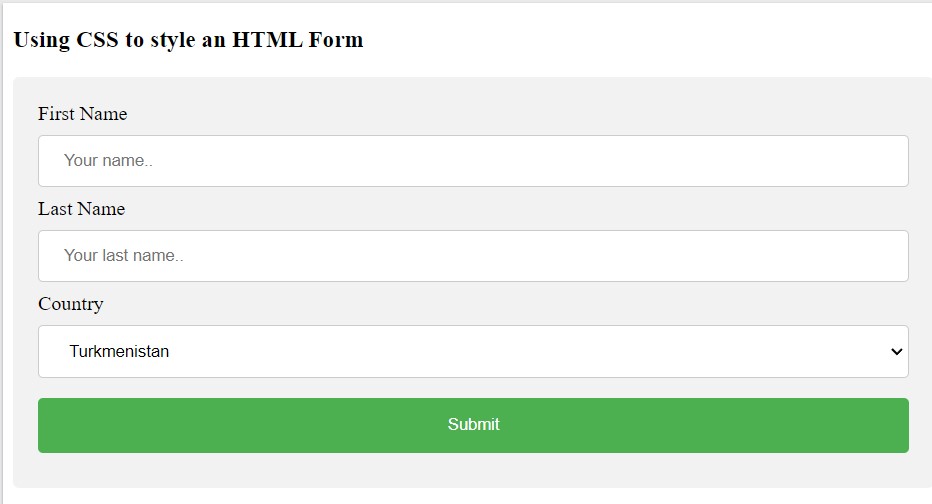 Using CSS to style an HTML Form
First Name
Your name..
Last Name
Your last name..
Country
Turkmenistan
Submit